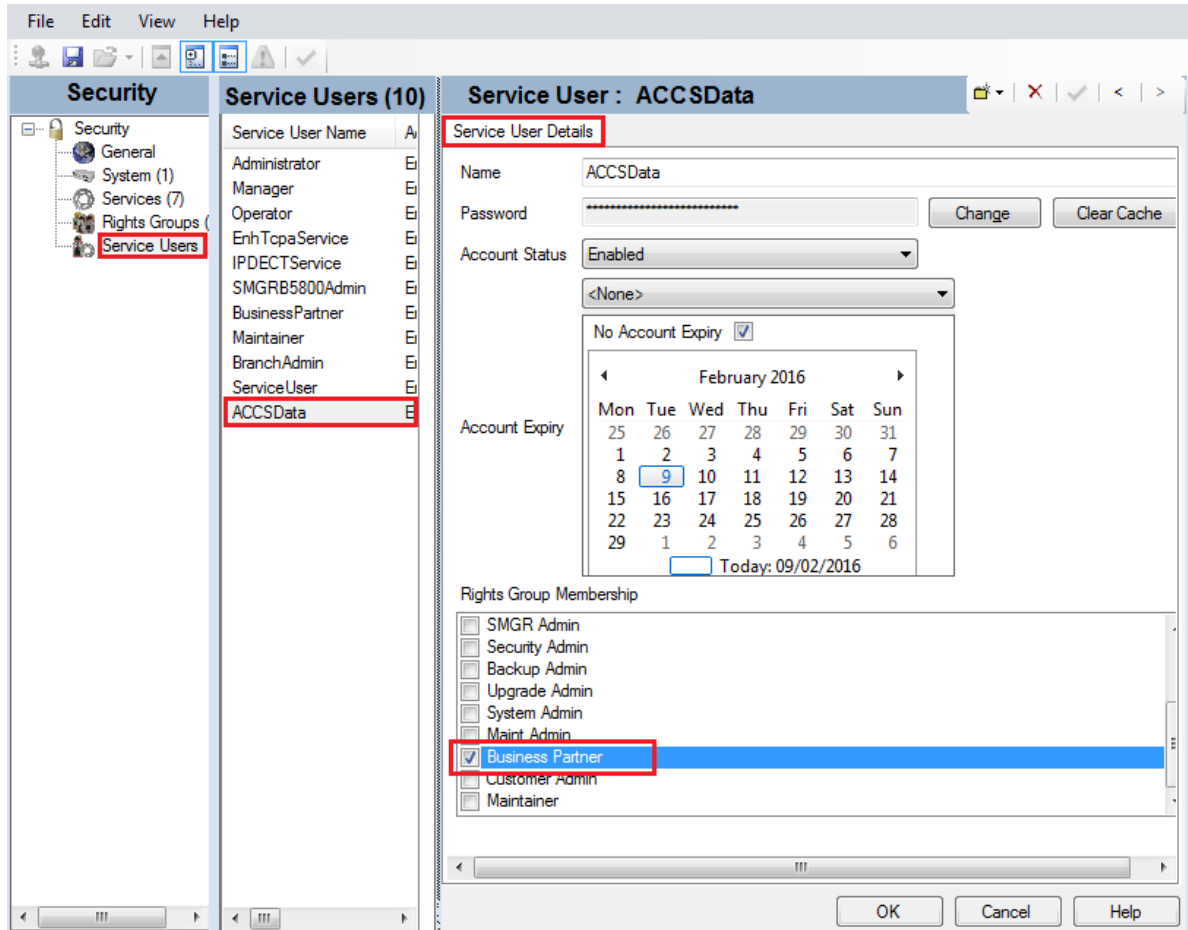 File Edit View Help
Security
Security
General
System (1)
Services (7)
Rights Groups (
Service Users
Service Users (10)
Service User Name A
Administrator E
Manager E
Operator E
EnhTcpaService E
IPDECTService E
SMGRB5800Admin E
BusinessPartner E
Maintainer E
BranchAdmin E
ServiceUser E
ACCSData E
Service User : ACCSData
Service User Details
Name ACCSData
Password ***************************
Change Clear Cache
Account Status Enabled
<None>
No Account Expiry
Account Expiry
February 2016
Mon Tue Wed Thu Fri Sat Sun
25 26 27 28 29 30 31
1 2 3 4 5 6 7
8 9 10 11 12 13 14
15 16 17 18 19 20 21
22 23 24 25 26 27 28
29 1 2 3 4 5 6
Today: 09/02/2016
Rights Group Membership
SMGR Admin
Security Admin
Backup Admin
Upgrade Admin
System Admin
Maint Admin
Business Partner
Customer Admin
Maintainer
OK Cancel Help